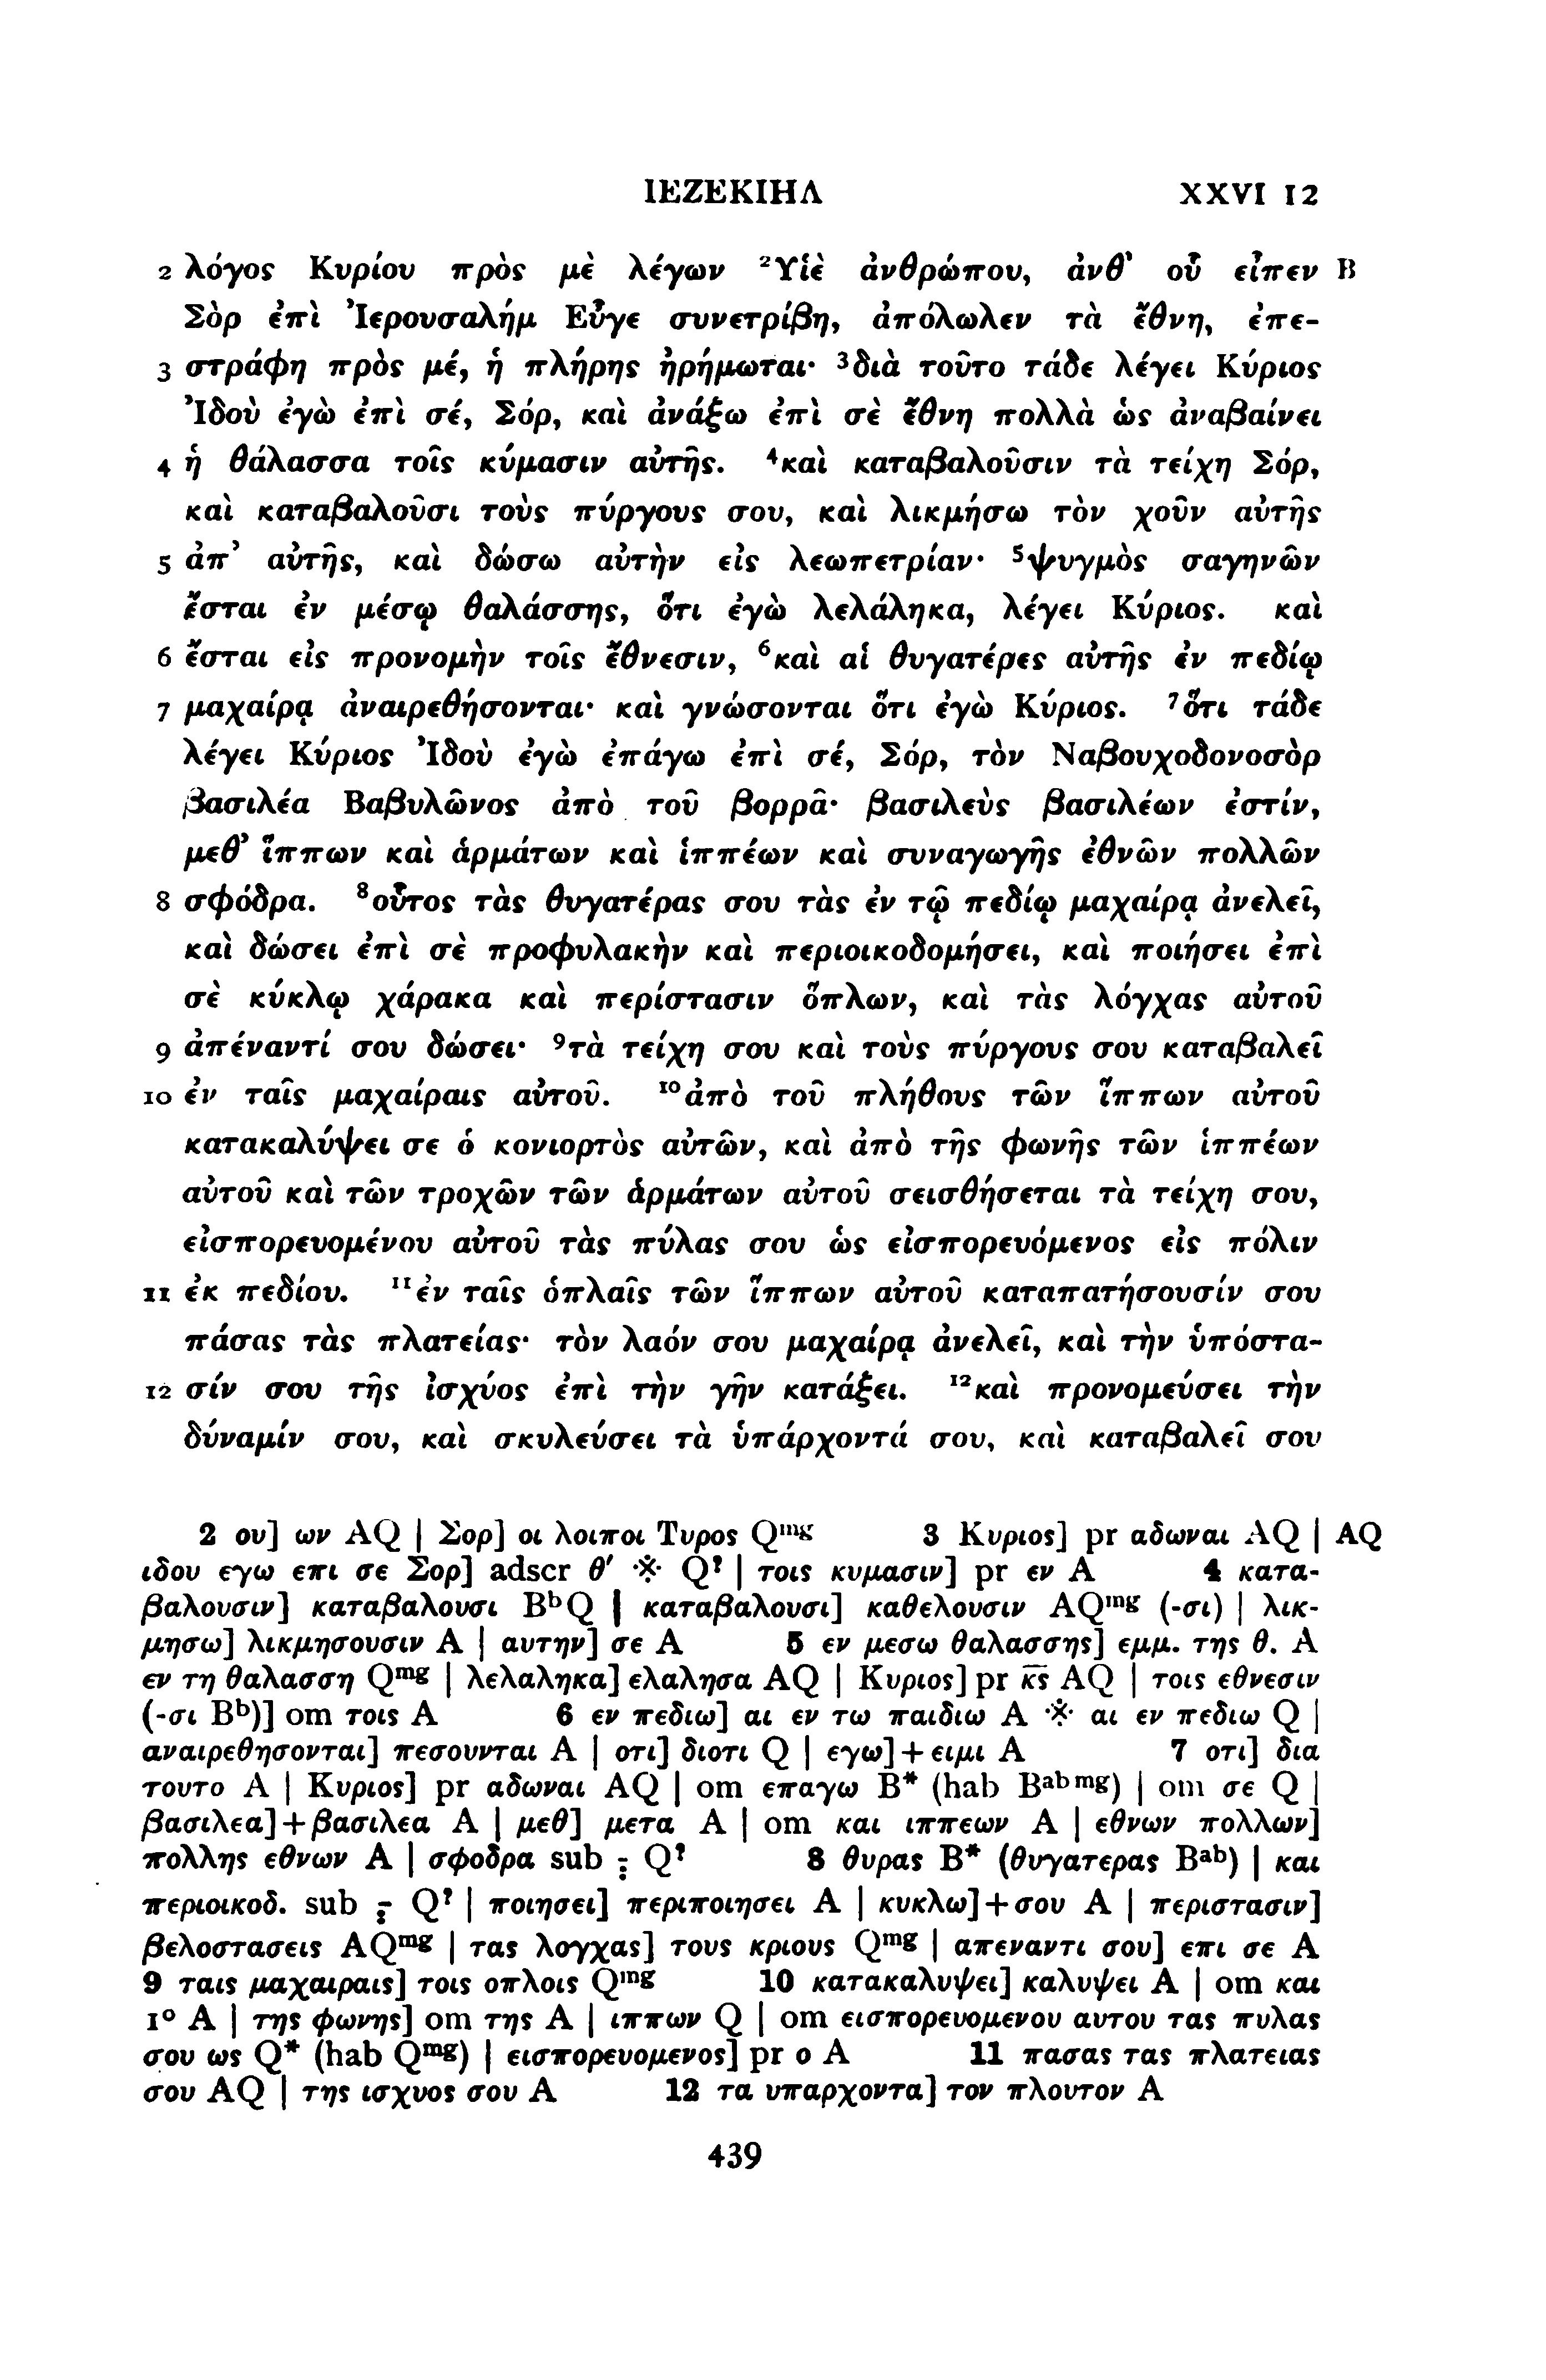 ΙΕΖΕΚΙΗΛ XXVI 12
2 λόγος Κυρίου πρὸς μὲ λέγων ²Υἱὲ ἀνθρώπου, ἀνθ' οὗ εἶπεν B
Σὸρ ἐπὶ Ἰερουσαλήμ Εὖγε συνετρίβη, ἀπόλωλεν τὰ ἔθνη, ἐπε-
3 στράφη πρὸς μέ, ἡ πλήρης ἠρήμωται· ³διὰ τοῦτο τάδε λέγει Κύριος
Ἰδοὺ ἐγὼ ἐπὶ σέ, Σόρ, καὶ ἀνάξω ἐπὶ σὲ ἔθνη πολλὰ ὡς ἀναβαίνει
4 ἡ θάλασσα τοῖς κύμασιν αὐτῆς. ⁴καὶ καταβαλοῦσιν τὰ τείχη Σόρ,
καὶ καταβαλοῦσι τοὺς πύργους σου, καὶ λικμήσω τὸν χοῦν αὐτῆς
5 ἀπ' αὐτῆς, καὶ δώσω αὐτὴν εἰς λεωπετρίαν· ⁵ψυγμὸς σαγηνῶν
ἔσται ἐν μέσῳ θαλάσσης, ὅτι ἐγὼ λελάληκα, λέγει Κύριος. καὶ
6 ἔσται εἰς προνομὴν τοῖς ἔθνεσιν, ⁶καὶ αἱ θυγατέρες αὐτῆς ἐν πεδίῳ
7 μαχαίρᾳ ἀναιρεθήσονται· καὶ γνώσονται ὅτι ἐγὼ Κύριος. ⁷ὅτι τάδε
λέγει Κύριος Ἰδοὺ ἐγὼ ἐπάγω ἐπὶ σέ, Σόρ, τὸν Ναβουχοδονοσὸρ
βασιλέα Βαβυλῶνος ἀπὸ τοῦ βορρᾶ· βασιλεὺς βασιλέων ἐστίν,
μεθ' ἵππων καὶ ἁρμάτων καὶ ἱππέων καὶ συναγωγῆς ἐθνῶν πολλῶν
8 σφόδρα. ⁸οὗτος τὰς θυγατέρας σου τὰς ἐν τῷ πεδίῳ μαχαίρᾳ ἀνελεῖ,
καὶ δώσει ἐπὶ σὲ προφυλακὴν καὶ περιοικοδομήσει, καὶ ποιήσει ἐπὶ
σὲ κύκλῳ χάρακα καὶ περίστασιν ὅπλων, καὶ τὰς λόγχας αὐτοῦ
9 ἀπέναντί σου δώσει· ⁹τὰ τείχη σου καὶ τοὺς πύργους σου καταβαλεῖ
10 ἐν ταῖς μαχαίραις αὐτοῦ. ¹⁰ἀπὸ τοῦ πλήθους τῶν ἵππων αὐτοῦ
κατακαλύψει σε ὁ κονιορτὸς αὐτῶν, καὶ ἀπὸ τῆς φωνῆς τῶν ἱππέων
αὐτοῦ καὶ τῶν τροχῶν τῶν ἁρμάτων αὐτοῦ σεισθήσεται τὰ τείχη σου,
εἰσπορευομένου αὐτοῦ τὰς πύλας σου ὡς εἰσπορευόμενος εἰς πόλιν
11 ἐκ πεδίου. ¹¹ἐν ταῖς ὁπλαῖς τῶν ἵππων αὐτοῦ καταπατήσουσίν σου
πάσας τὰς πλατείας· τὸν λαόν σου μαχαίρᾳ ἀνελεῖ, καὶ τὴν ὑπόστα-
12 σίν σου τῆς ἰσχύος ἐπὶ τὴν γῆν κατάξει. ¹²καὶ προνομεύσει τὴν
δύναμίν σου, καὶ σκυλεύσει τὰ ὑπάρχοντά σου, καὶ καταβαλεῖ σου
2 ου] ων AQ | Σορ] οι λοιποι Τυρος Qᵐᵍ 3 Κυριος] pr αδωναι AQ | AQ
ιδου εγω επι σε Σορ] adscr θ′ ※ Q? | τοις κυμασιν] pr εν A 4 κατα-
βαλουσιν] καταβαλουσι BᵇQ | καταβαλουσι] καθελουσιν AQᵐᵍ (-σι) | λικ-
μησω] λικμησουσιν A | αυτην] σε A 5 εν μεσω θαλασσης] εμμ. της θ. A
εν τη θαλασση Qᵐᵍ | λελαληκα] ελαλησα AQ | Κυριος] pr κ̅ς̅ AQ | τοις εθνεσιν
(-σι Bᵇ)] om τοις A 6 εν πεδιω] αι εν τω παιδιω A ※ αι εν πεδιω Q |
αναιρεθησονται] πεσουνται A | οτι] διοτι Q | εγω]+ειμι A 7 οτι] δια
τουτο A | Κυριος] pr αδωναι AQ | om επαγω B* (hab Bᵃᵇᵐᵍ) | om σε Q |
βασιλεα]+βασιλεα A | μεθ] μετα A | om και ιππεων A | εθνων πολλων]
πολλης εθνων A | σφοδρα sub ÷ Q? 8 θυρας B* (θυγατερας Bᵃᵇ) | και
περιοικοδ. sub ÷ Q? | ποιησει] περιποιησει A | κυκλω]+σου A | περιστασιν]
βελοστασεις AQᵐᵍ | τας λογχας] τους κριους Qᵐᵍ | απεναντι σου] επι σε A
9 ταις μαχαιραις] τοις οπλοις Qᵐᵍ 10 κατακαλυψει] καλυψει A | om και
1° A | της φωνης] om της A | ιππων Q | om εισπορευομενου αυτου τας πυλας
σου ως Q* (hab Qᵐᵍ) | εισπορευομενος] pr ο A 11 πασας τας πλατειας
σου AQ | της ισχυος σου A 12 τα υπαρχοντα] τον πλουτον A
439